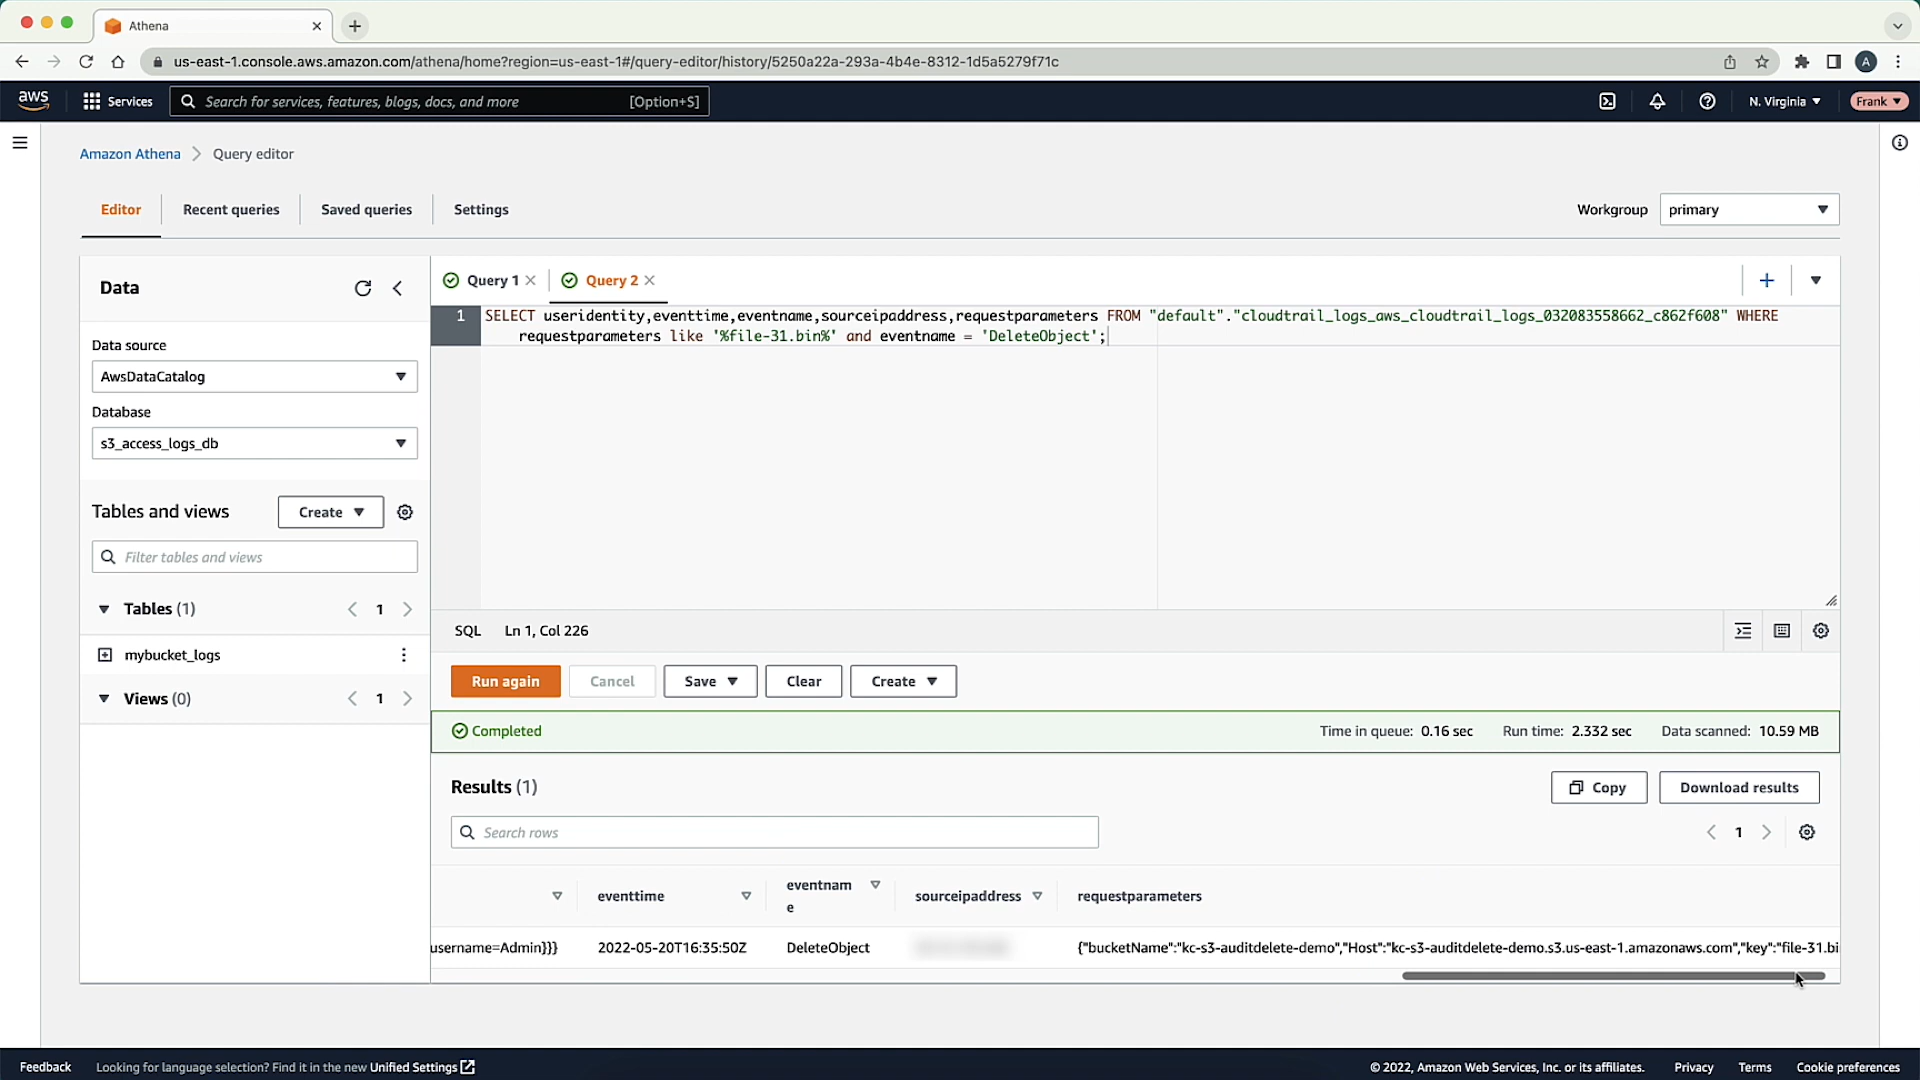 Athena
us-east-1.console.aws.amazon.com/athena/home?region=us-east-1#/query-editor/history/5250a22a-293a-4b4e-8312-1d5a5279f71c
A
aws
Services
Search for services, features, blogs, docs, and more
[Option+S]
N. Virginia
Frank
Amazon Athena
Query editor
Editor
Recent queries
Saved queries
Settings
Workgroup
primary
Data
Data source
AwsDataCatalog
Database
s3_access_logs_db
Tables and views
Create
Filter tables and views
Tables (1)
1
mybucket_logs
Views (0)
1
Query 1
Query 2
1
SELECT useridentity,eventtime,eventname,sourceipaddress,requestparameters FROM "default"."cloudtrail_logs_aws_cloudtrail_logs_032083558662_c862f608" WHERE
requestparameters like '%file-31.bin%' and eventname = 'DeleteObject';
SQL
Ln 1, Col 226
Run again
Cancel
Save
Clear
Create
Completed
Time in queue: 0.16 sec
Run time: 2.332 sec
Data scanned: 10.59 MB
Results (1)
Copy
Download results
Search rows
1
eventtime
eventnam
e
sourceipaddress
requestparameters
username=Admin}}}
2022-05-20T16:35:50Z
DeleteObject
{"bucketName":"kc-s3-auditdelete-demo","Host":"kc-s3-auditdelete-demo.s3.us-east-1.amazonaws.com","key":"file-31.bi
Feedback
Looking for language selection? Find it in the new Unified Settings
© 2022, Amazon Web Services, Inc. or its affiliates.
Privacy
Terms
Cookie preferences